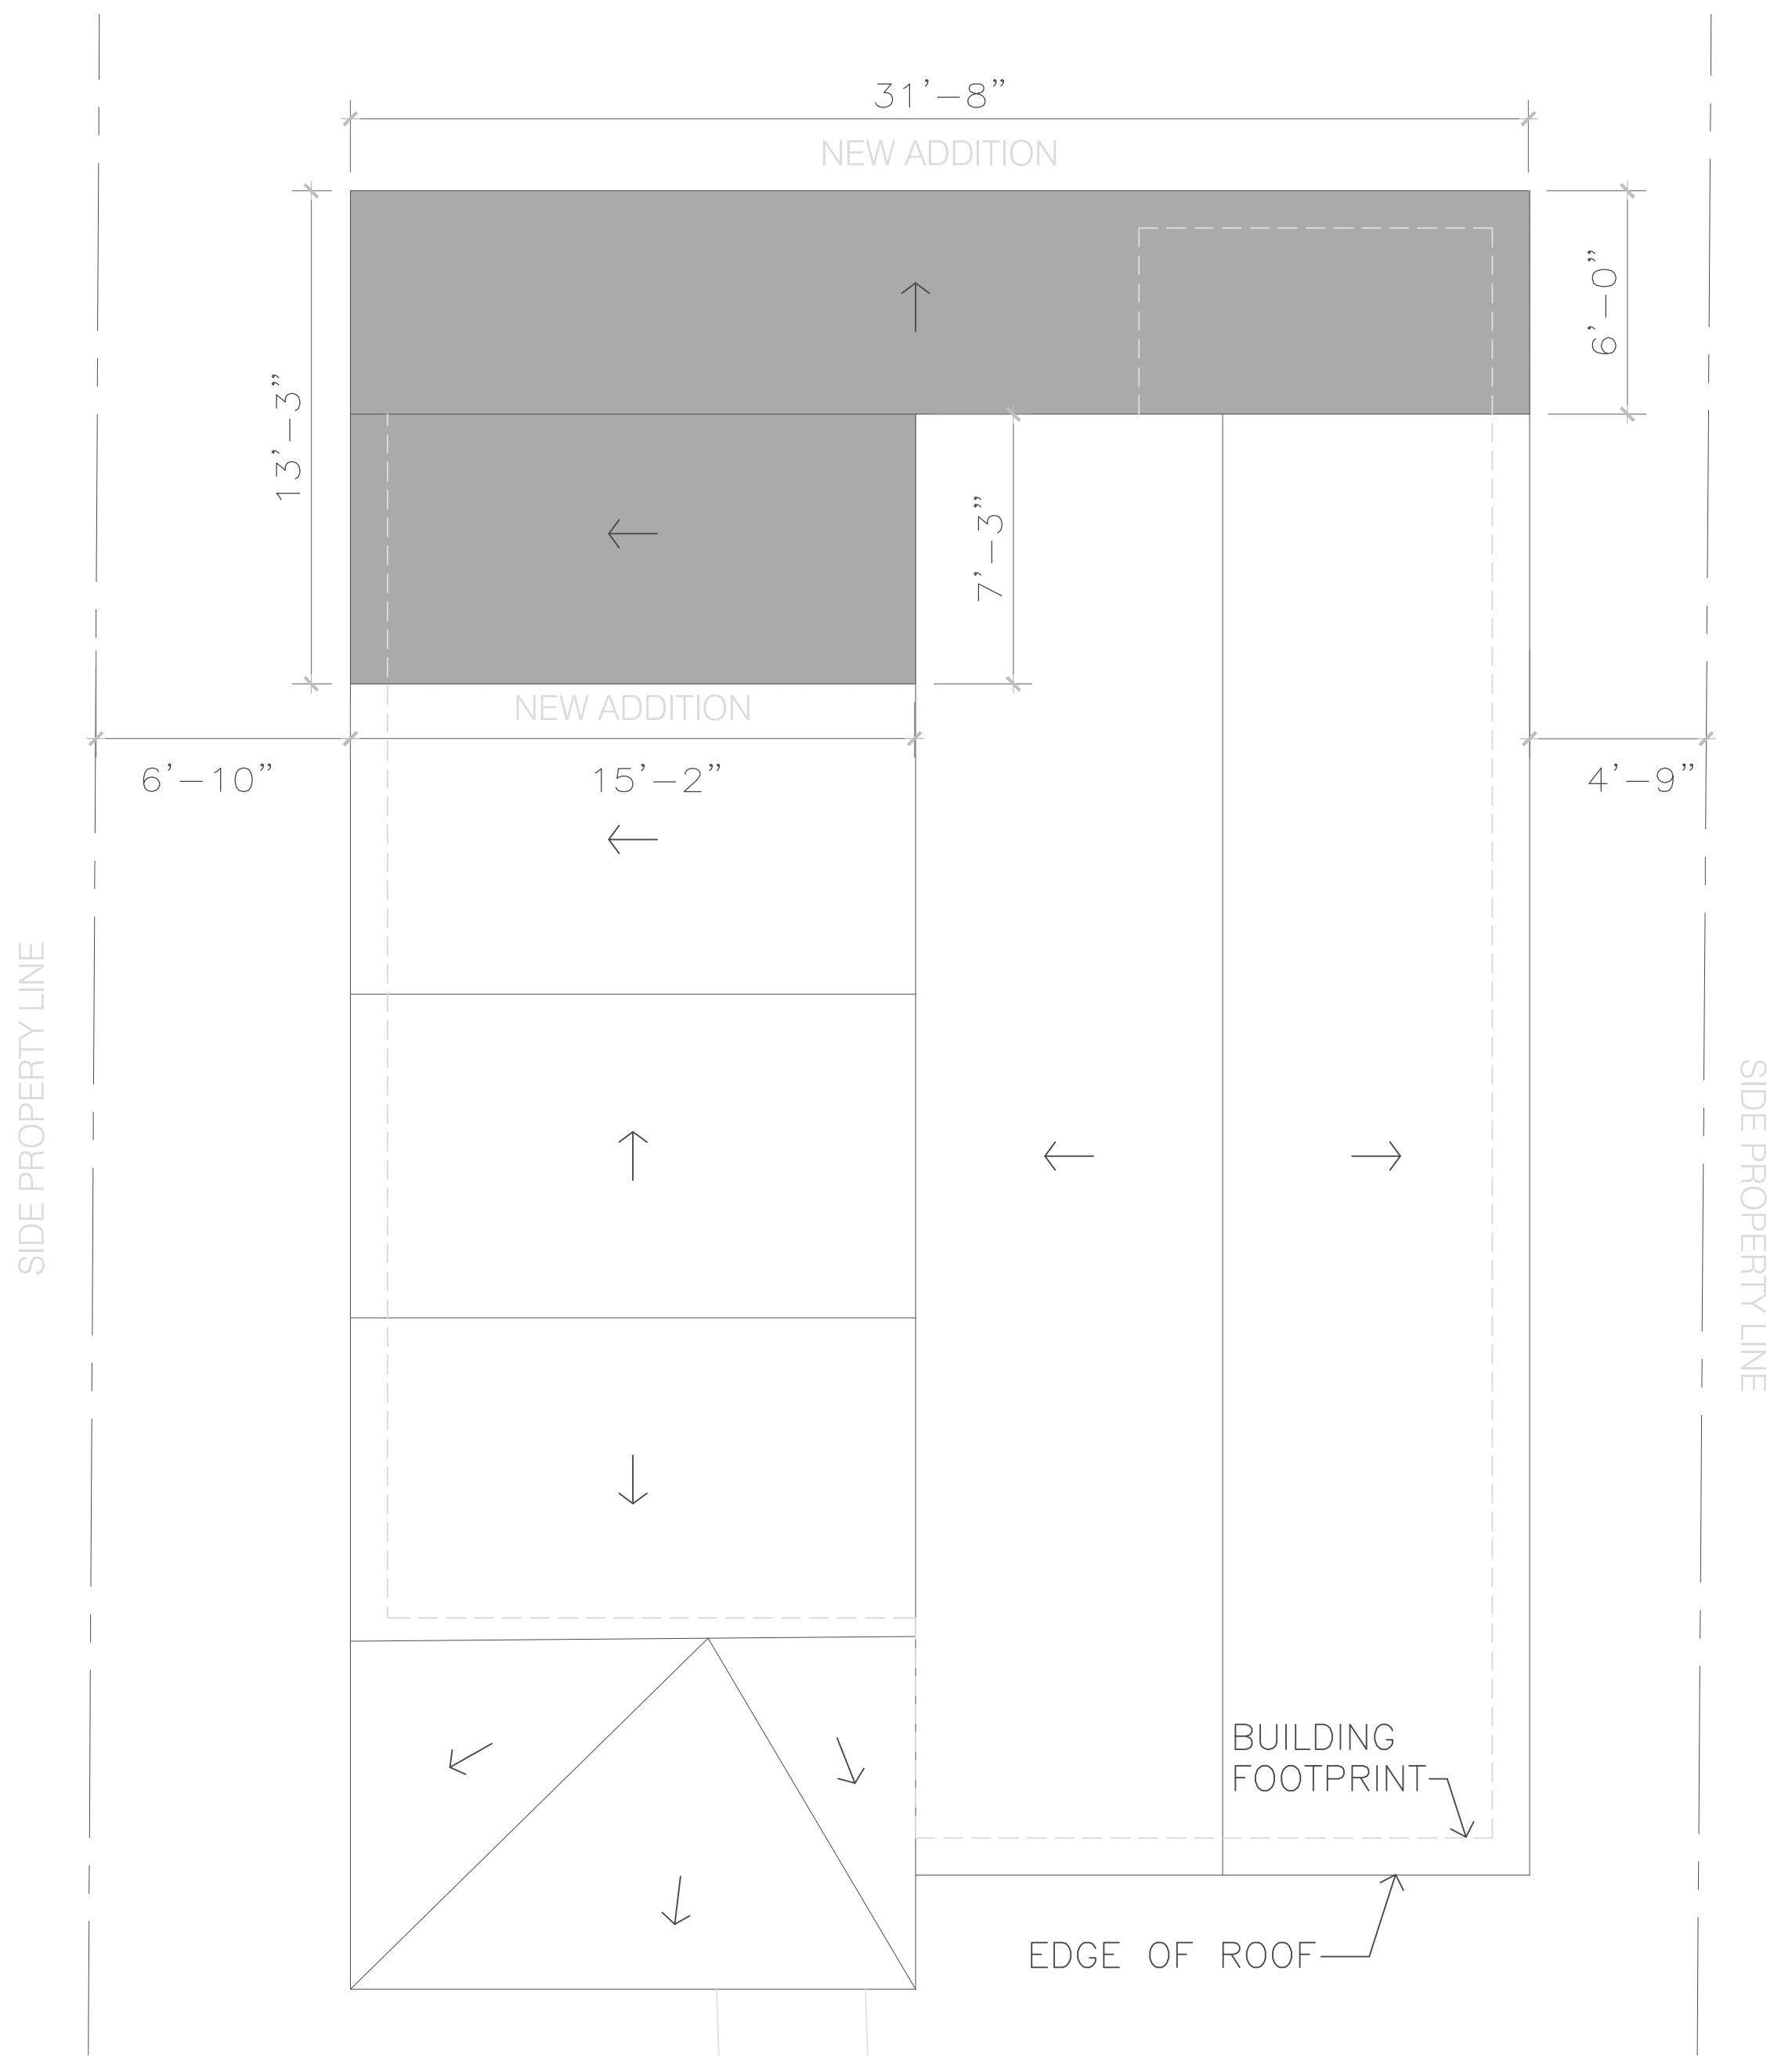 31'-8"
NEW ADDITION
6'-0"
13'-3"
7'-3"
NEW ADDITION
6'-10"
15'-2"
4'-9"
SIDE PROPERTY LINE
SIDE PROPERTY LINE
BUILDING
FOOTPRINT
EDGE OF ROOF